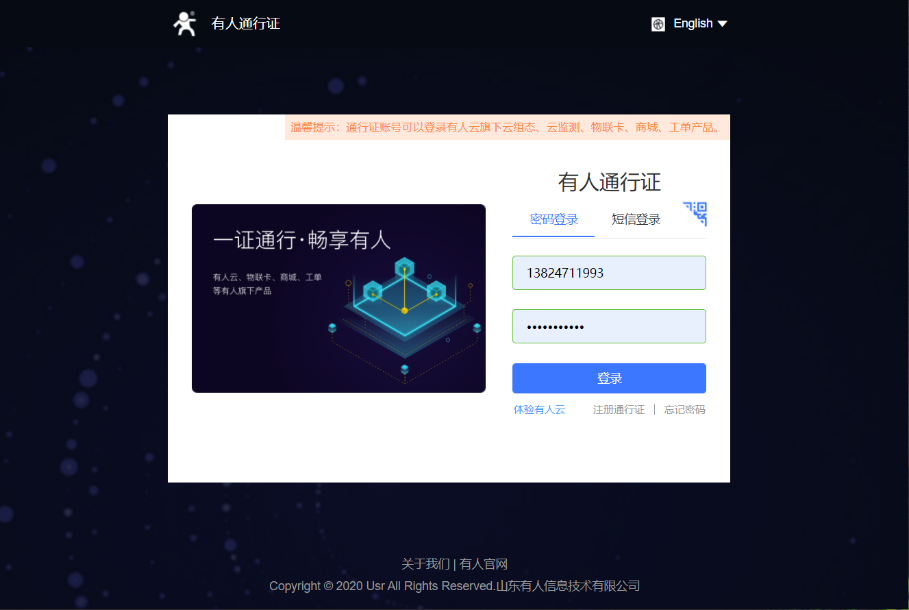 有人通行证
English
温馨提示：通行证账号可以登录有人云旗下云组态、云监测、物联卡、商城、工单产品。
有人通行证
密码登录 短信登录
一证通行·畅享有人
有人云、物联卡、商城、工单
等有人旗下产品
13824711993
•••••••••••
登录
体验有人云 注册通行证 | 忘记密码
关于我们 | 有人官网
Copyright © 2020 Usr All Rights Reserved.山东有人信息技术有限公司